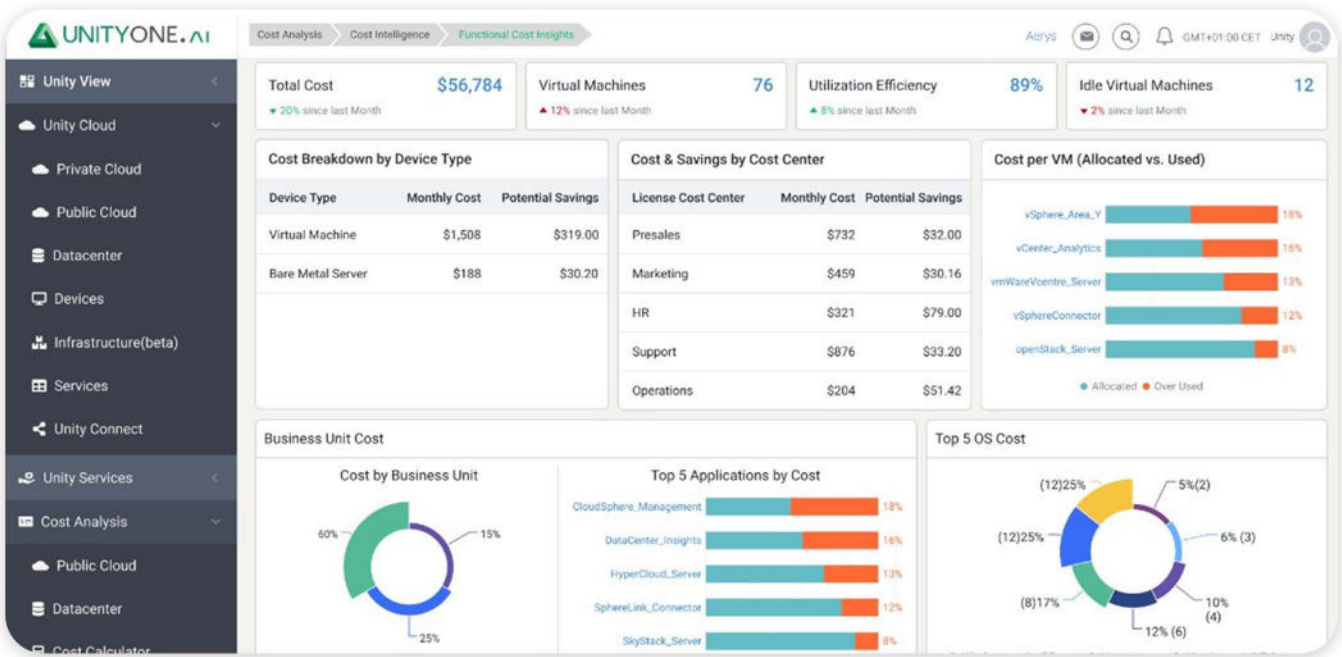 UNITYONE.AI
Cost Analysis Cost Intelligence Functional Cost Insights
Aerys GMT+01:00 CET Unity
Unity View
Unity Cloud
Private Cloud
Public Cloud
Datacenter
Devices
Infrastructure(beta)
Services
Unity Connect
Unity Services
Cost Analysis
Public Cloud
Datacenter
Cost Calculator
Total Cost $56,784
20% since last Month
Virtual Machines 76
12% since last Month
Utilization Efficiency 89%
8% since last Month
Idle Virtual Machines 12
2% since last Month
Cost Breakdown by Device Type
Device Type Monthly Cost Potential Savings
Virtual Machine $1,508 $319.00
Bare Metal Server $188 $30.20
Cost & Savings by Cost Center
License Cost Center Monthly Cost Potential Savings
Presales $732 $32.00
Marketing $459 $30.16
HR $321 $79.00
Support $876 $33.20
Operations $204 $51.42
Cost per VM (Allocated vs. Used)
vSphere_Area_Y 18%
vCenter_Analytics 16%
vmWareVcentre_Server 13%
vSphereConnector 12%
openStack_Server 8%
Allocated Over Used
Business Unit Cost
Cost by Business Unit
60%
15%
25%
Top 5 Applications by Cost
CloudSphere_Management 18%
DataCenter_Insights 16%
HyperCloud_Server 13%
SphereLink_Connector 12%
SkyStack_Server 8%
Top 5 OS Cost
(12)25%
5%(2)
(12)25%
6% (3)
(8)17%
10%
(4)
12% (6)